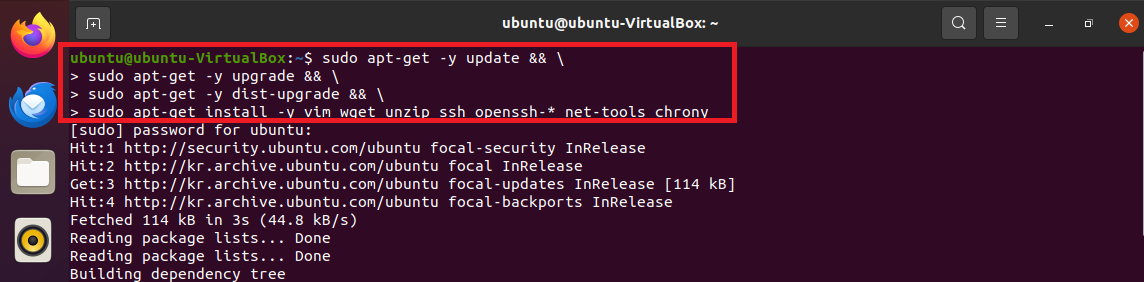 ubuntu@ubuntu-VirtualBox: ~
ubuntu@ubuntu-VirtualBox:~$ sudo apt-get -y update && \
> sudo apt-get -y upgrade && \
> sudo apt-get -y dist-upgrade && \
> sudo apt-get install -y vim wget unzip ssh openssh-* net-tools chrony
[sudo] password for ubuntu:
Hit:1 http://security.ubuntu.com/ubuntu focal-security InRelease
Hit:2 http://kr.archive.ubuntu.com/ubuntu focal InRelease
Get:3 http://kr.archive.ubuntu.com/ubuntu focal-updates InRelease [114 kB]
Hit:4 http://kr.archive.ubuntu.com/ubuntu focal-backports InRelease
Fetched 114 kB in 3s (44.8 kB/s)
Reading package lists... Done
Reading package lists... Done
Building dependency tree